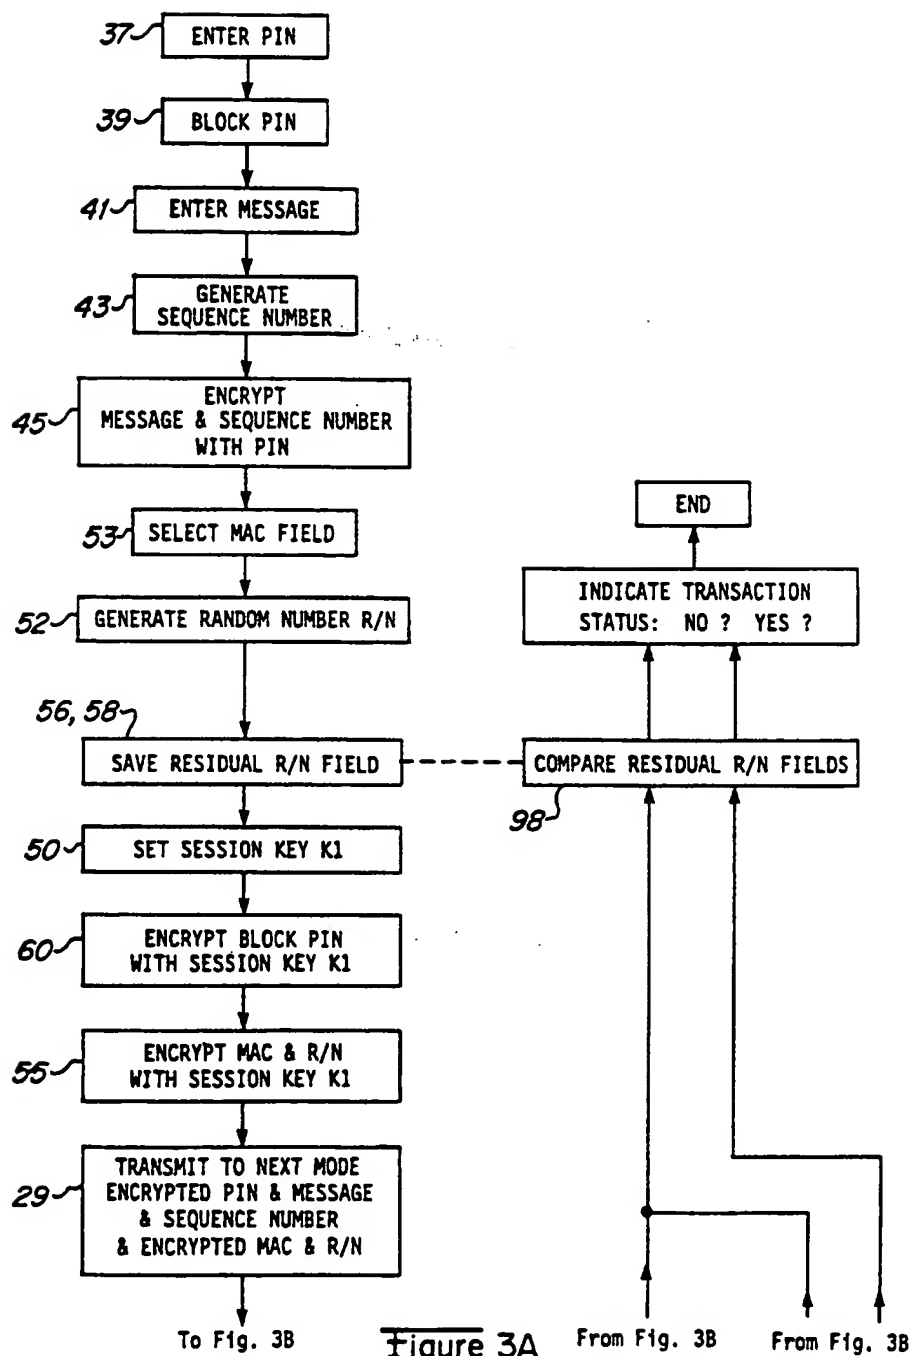 37
ENTER PIN
39
BLOCK PIN
41
ENTER MESSAGE
43
GENERATE
SEQUENCE NUMBER
45
ENCRYPT
MESSAGE & SEQUENCE NUMBER
WITH PIN
53
SELECT MAC FIELD
52
GENERATE RANDOM NUMBER R/N
56, 58
SAVE RESIDUAL R/N FIELD
50
SET SESSION KEY K1
60
ENCRYPT BLOCK PIN
WITH SESSION KEY K1
55
ENCRYPT MAC & R/N
WITH SESSION KEY K1
29
TRANSMIT TO NEXT MODE
ENCRYPTED PIN & MESSAGE
& SEQUENCE NUMBER
& ENCRYPTED MAC & R/N
To Fig. 3B
END
INDICATE TRANSACTION
STATUS: NO ? YES ?
COMPARE RESIDUAL R/N FIELDS
98
From Fig. 3B
From Fig. 3B
Figure 3A